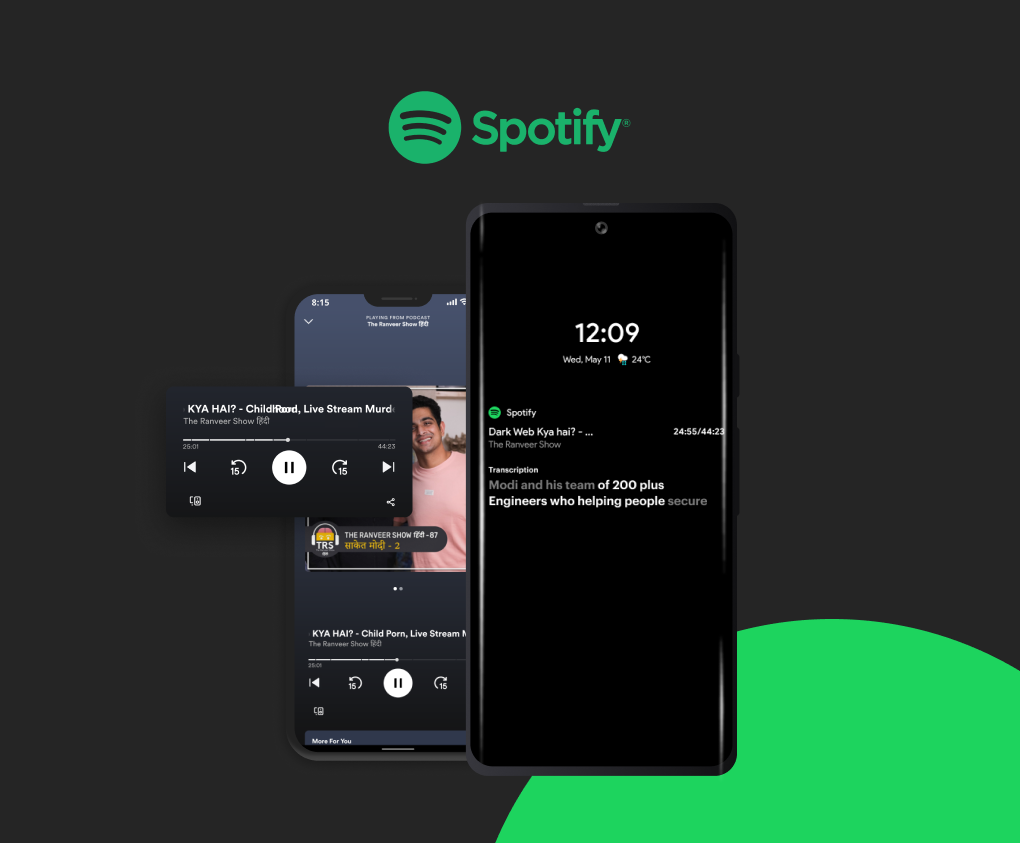 Spotify®
8:15
PLAYING FROM PODCAST
The Ranveer Show हिंदी
KYA HAI? - Child Porn, Live Stream Murd
The Ranveer Show हिंदी
25:01 44:23
15 15
TRS
हिंदी
THE RANVEER SHOW हिंदी -87
साकेत मोदी - 2
KYA HAI? - Child Porn, Live Stream M
The Ranveer Show हिंदी
25:01
15 15
More For You
12:09
Wed, May 11 24°C
Spotify
Dark Web Kya hai? - ... 24:55/44:23
The Ranveer Show
Transcription
Modi and his team of 200 plus
Engineers who helping people secure